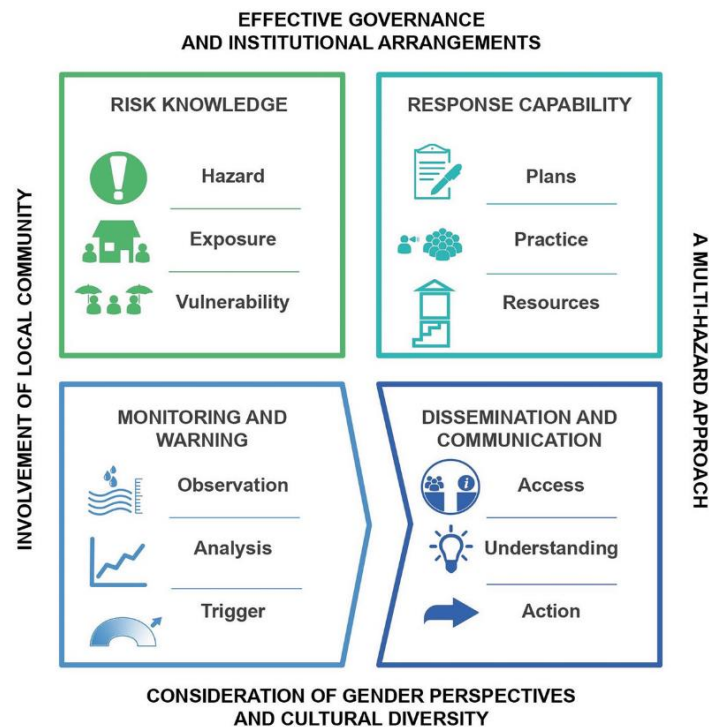 EFFECTIVE GOVERNANCE
AND INSTITUTIONAL ARRANGEMENTS
INVOLVEMENT OF LOCAL COMMUNITY
RISK KNOWLEDGE
Hazard
Exposure
Vulnerability
RESPONSE CAPABILITY
Plans
Practice
Resources
A MULTI-HAZARD APPROACH
MONITORING AND
WARNING
Observation
Analysis
Trigger
DISSEMINATION AND
COMMUNICATION
Access
Understanding
Action
CONSIDERATION OF GENDER PERSPECTIVES
AND CULTURAL DIVERSITY